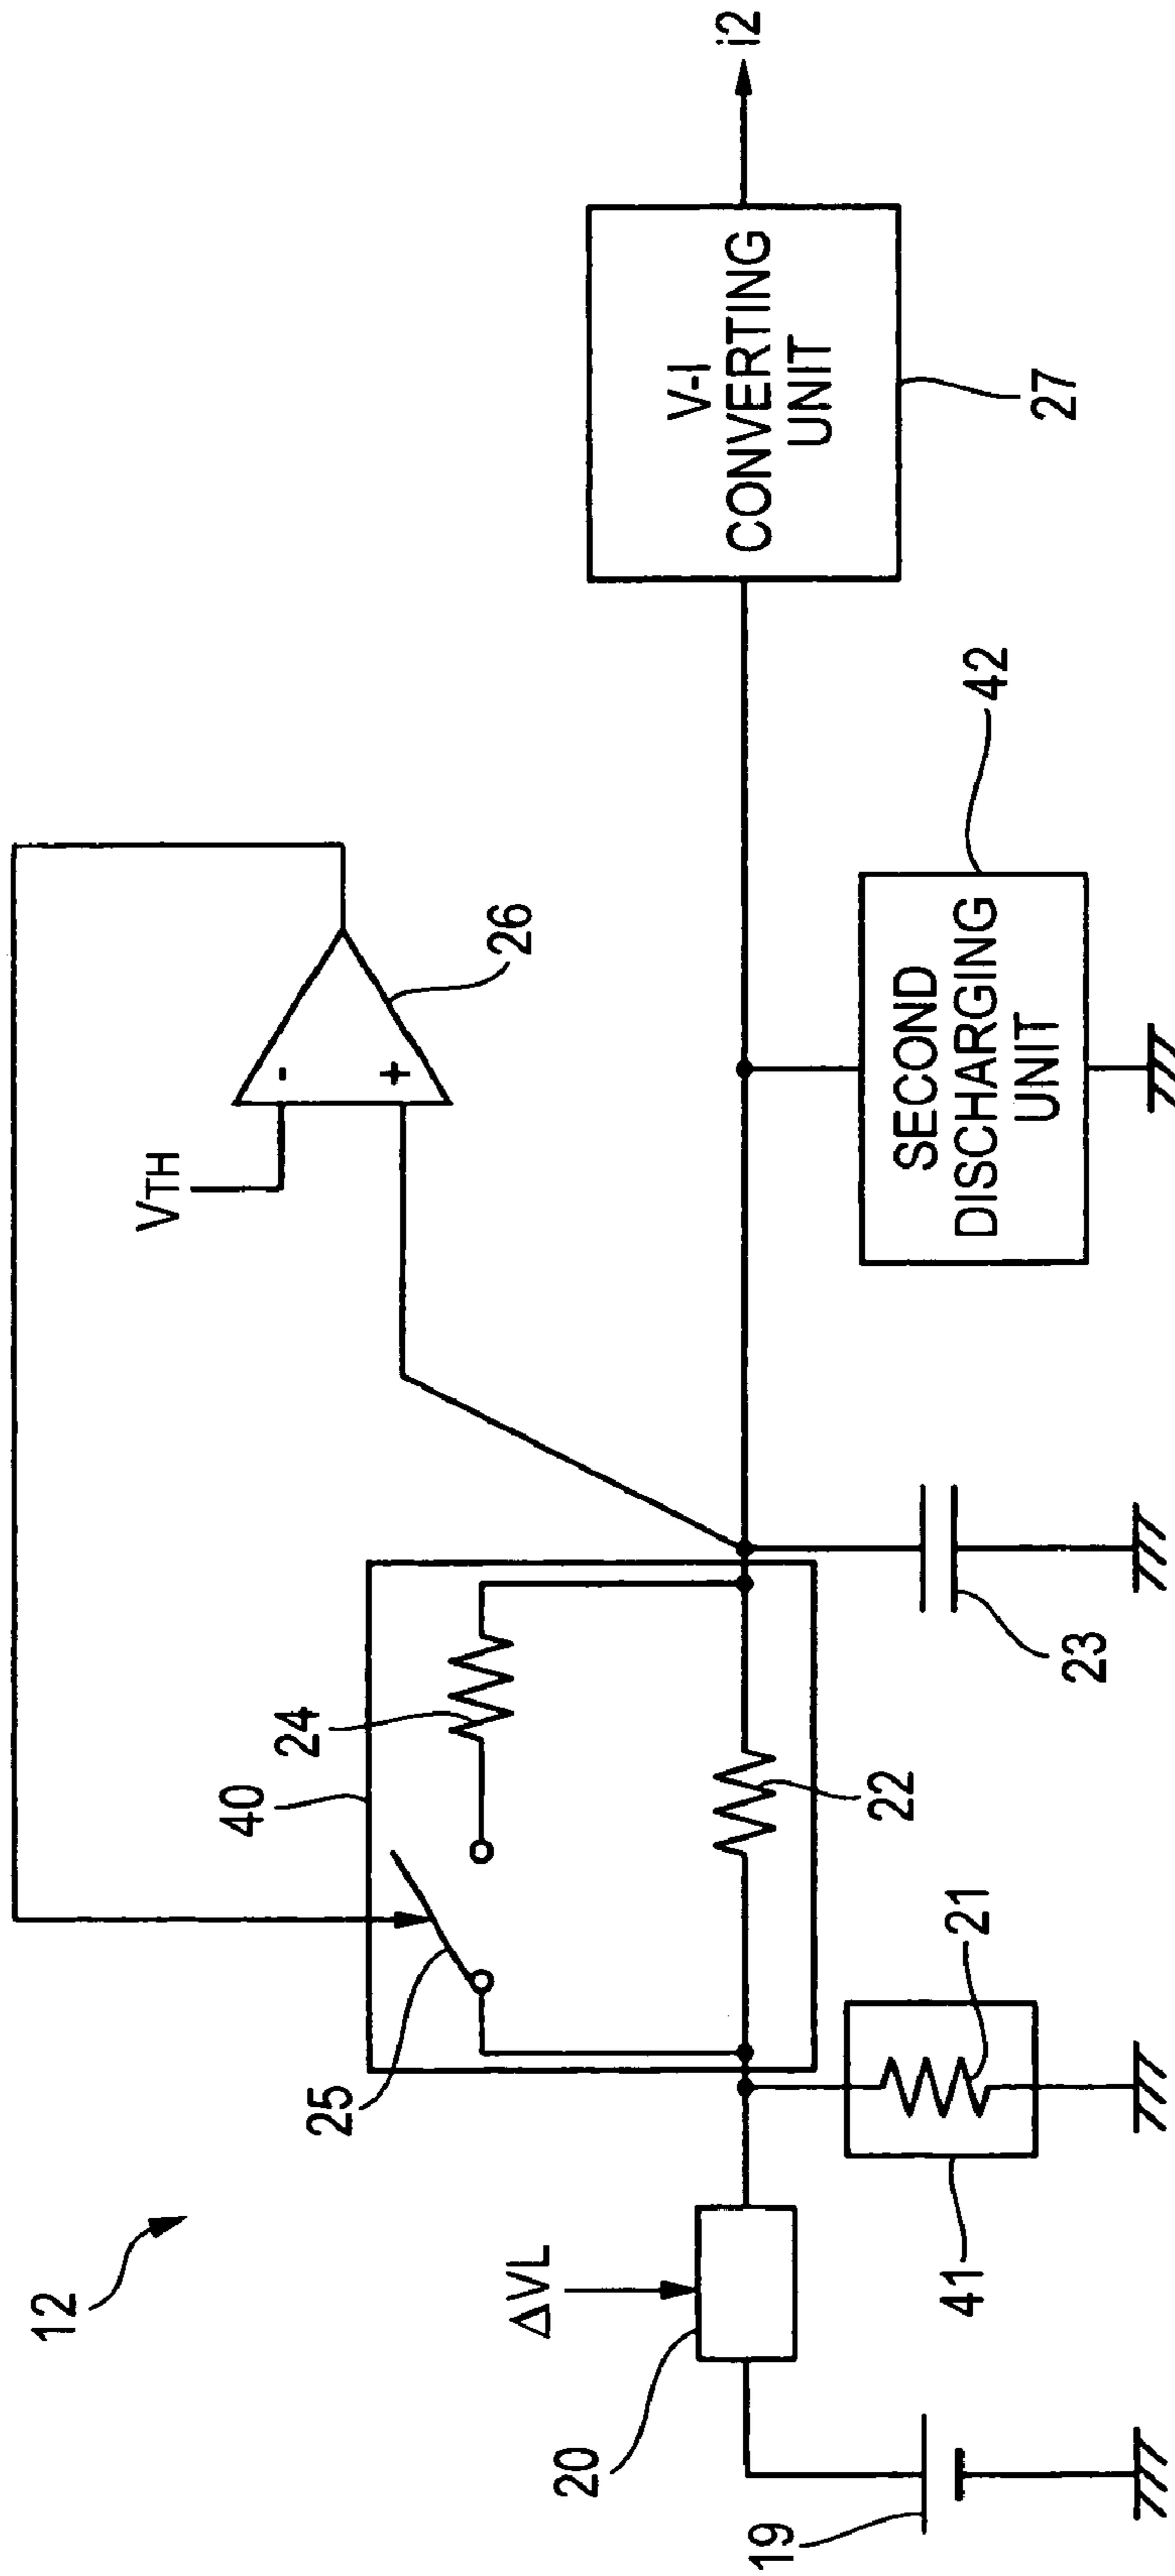 12
19
20
ΔVL
41
21
25
40
24
22
23
VTH
-
+
26
SECOND
DISCHARGING
UNIT
42
V-I
CONVERTING
UNIT
27
i2